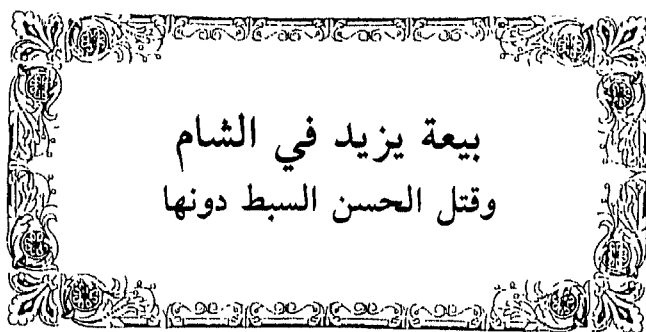 بيعة يزيد في الشام
وقتل الحسن السبط دونها